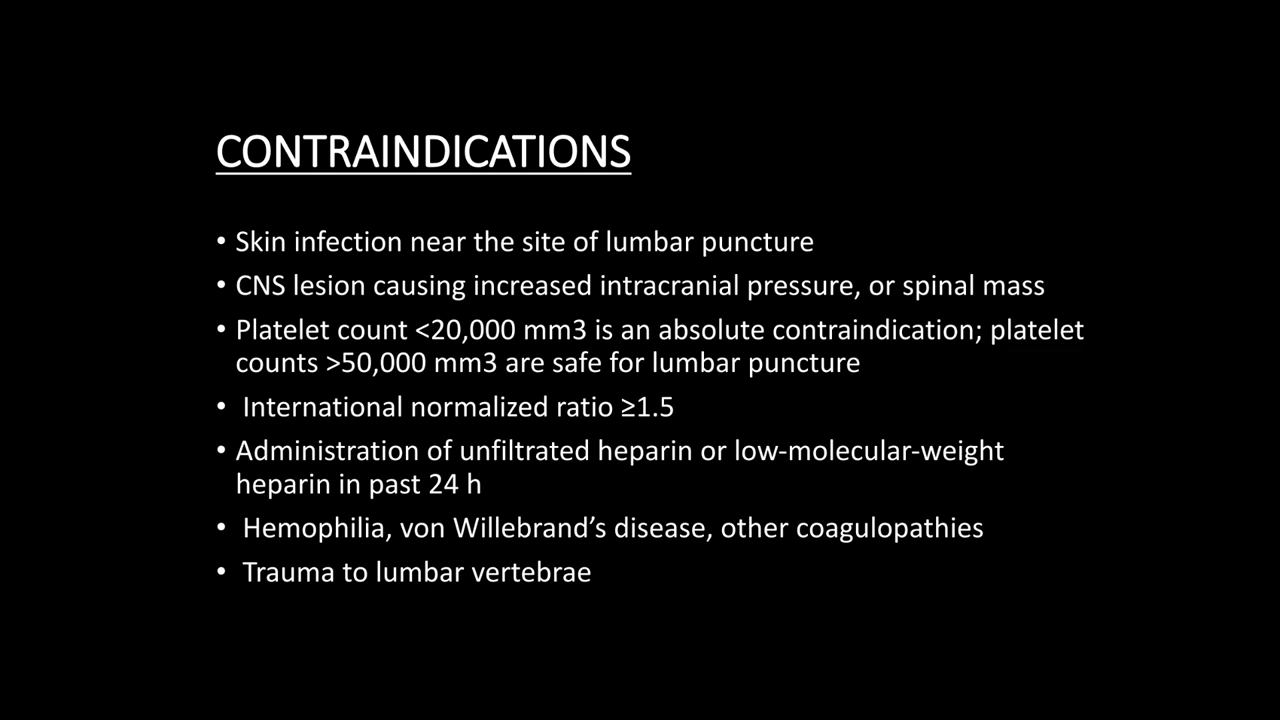 CONTRAINDICATIONS
• Skin infection near the site of lumbar puncture
• CNS lesion causing increased intracranial pressure, or spinal mass
• Platelet count <20,000 mm3 is an absolute contraindication; platelet
counts >50,000 mm3 are safe for lumbar puncture
• International normalized ratio ≥1.5
• Administration of unfiltrated heparin or low-molecular-weight
heparin in past 24 h
• Hemophilia, von Willebrand’s disease, other coagulopathies
• Trauma to lumbar vertebrae